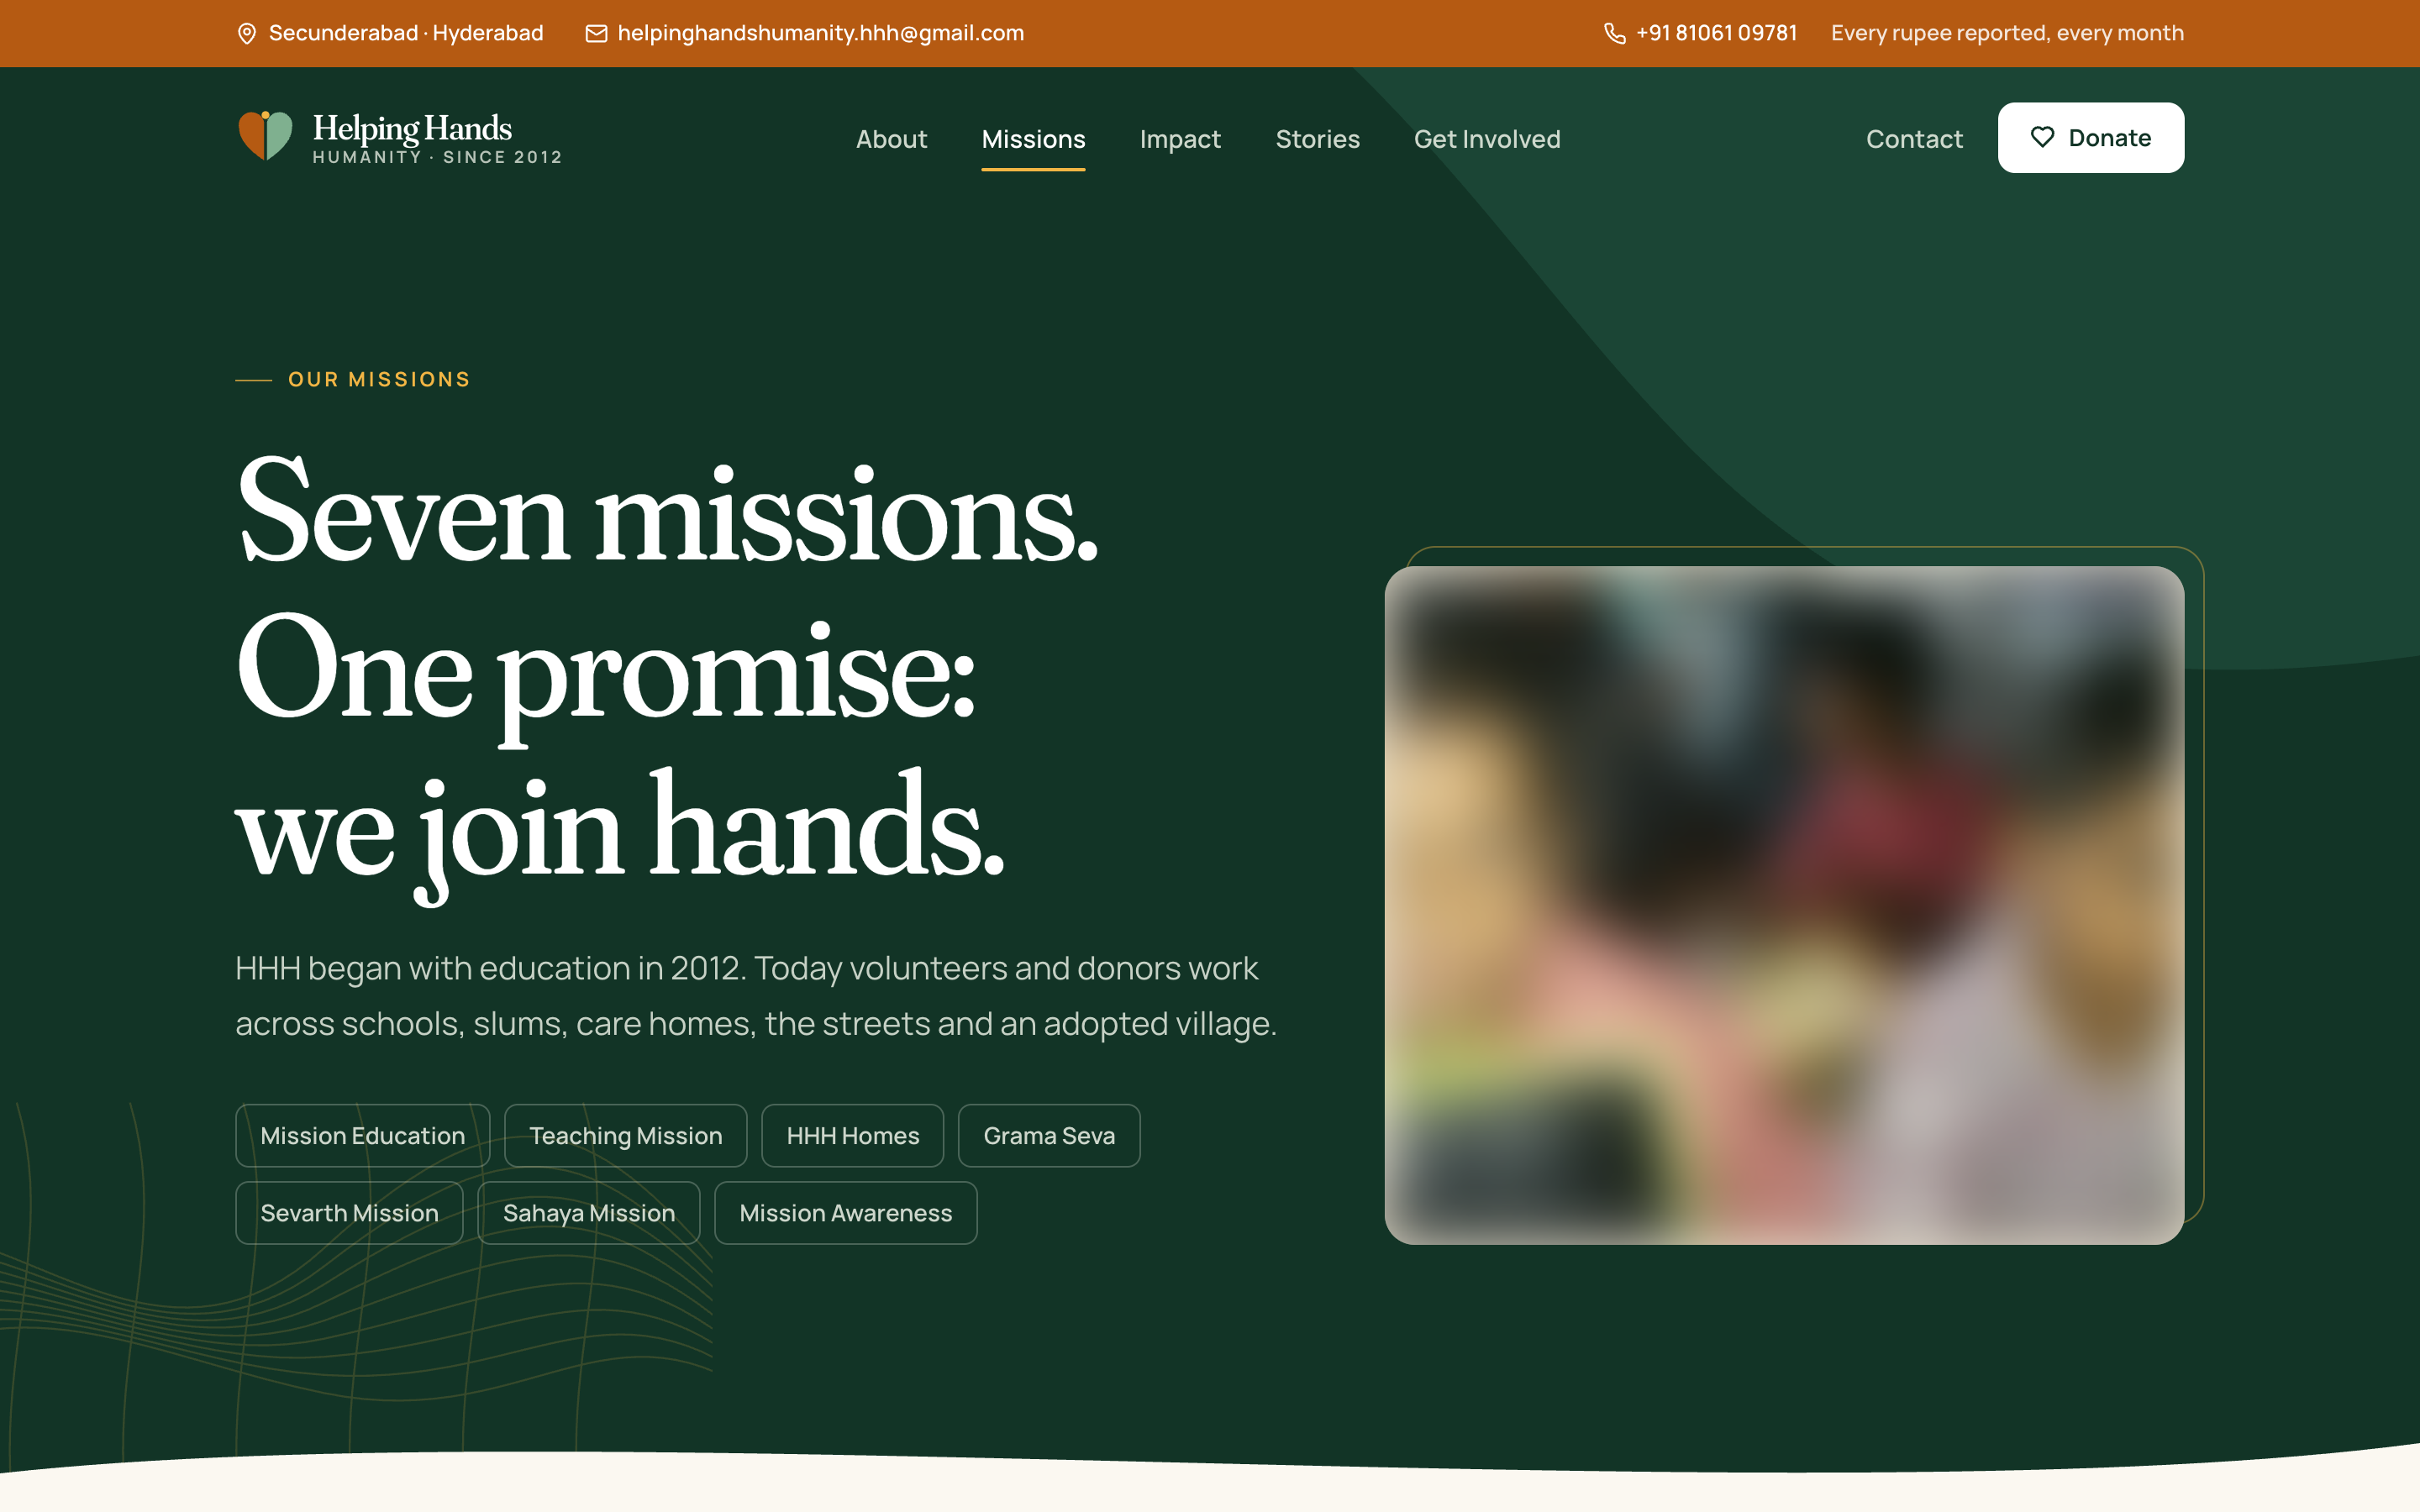 Secunderabad · Hyderabad
helpinghandshumanity.hhh@gmail.com
+91 81061 09781
Every rupee reported, every month
Helping Hands
HUMANITY · SINCE 2012
About
Missions
Impact
Stories
Get Involved
Contact
Donate
OUR MISSIONS
Seven missions.
One promise:
we join hands.
HHH began with education in 2012. Today volunteers and donors work
across schools, slums, care homes, the streets and an adopted village.
Mission Education
Teaching Mission
HHH Homes
Grama Seva
Sevarth Mission
Sahaya Mission
Mission Awareness